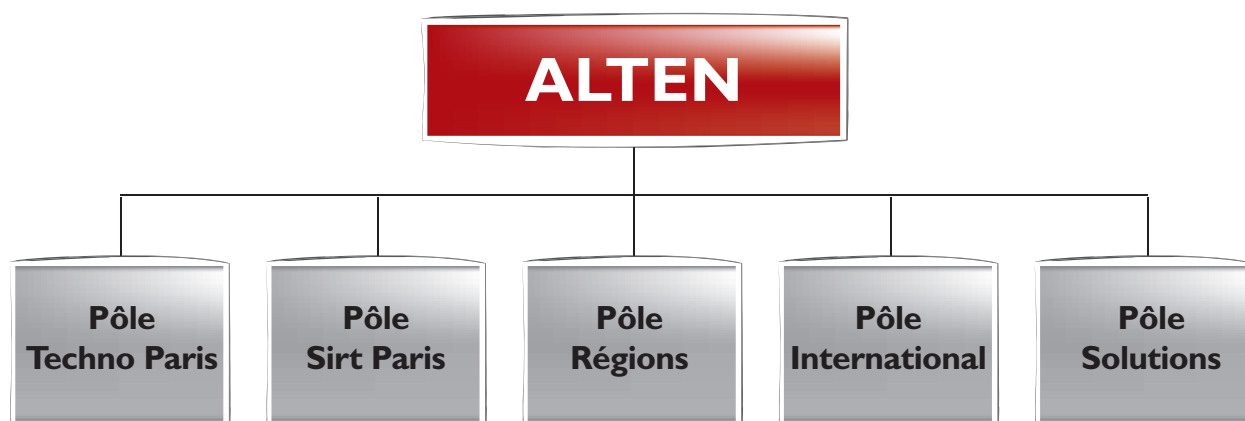 ALTEN
Pôle
Techno Paris
Pôle
Sirt Paris
Pôle
Régions
Pôle
International
Pôle
Solutions